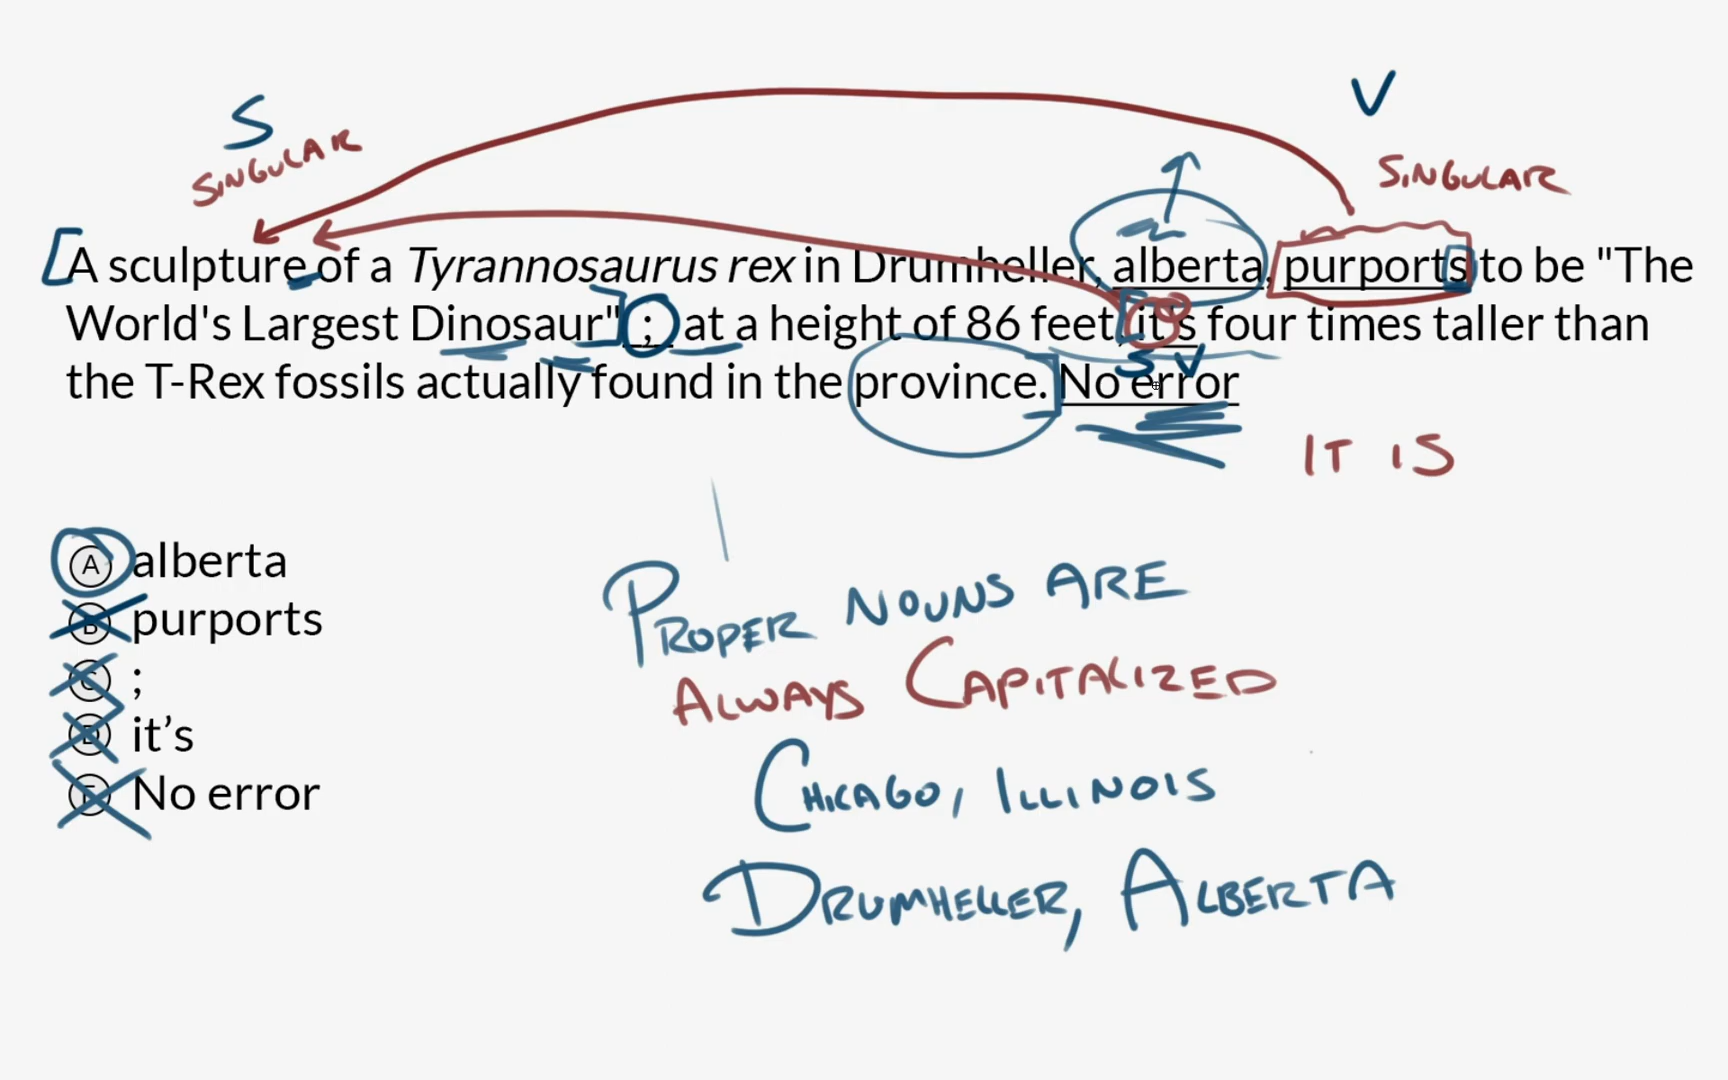 S
V
SINGULAR
SINGULAR
A sculpture of a Tyrannosaurus rex in Drumheller, alberta, purports to be "The
World's Largest Dinosaur" ; at a height of 86 feet, it's four times taller than
S V
the T-Rex fossils actually found in the province. No error
IT IS
A alberta
B purports
C ;
D it’s
E No error
PROPER NOUNS ARE
ALWAYS CAPITALIZED
CHICAGO, ILLINOIS
DRUMHELLER, ALBERTA